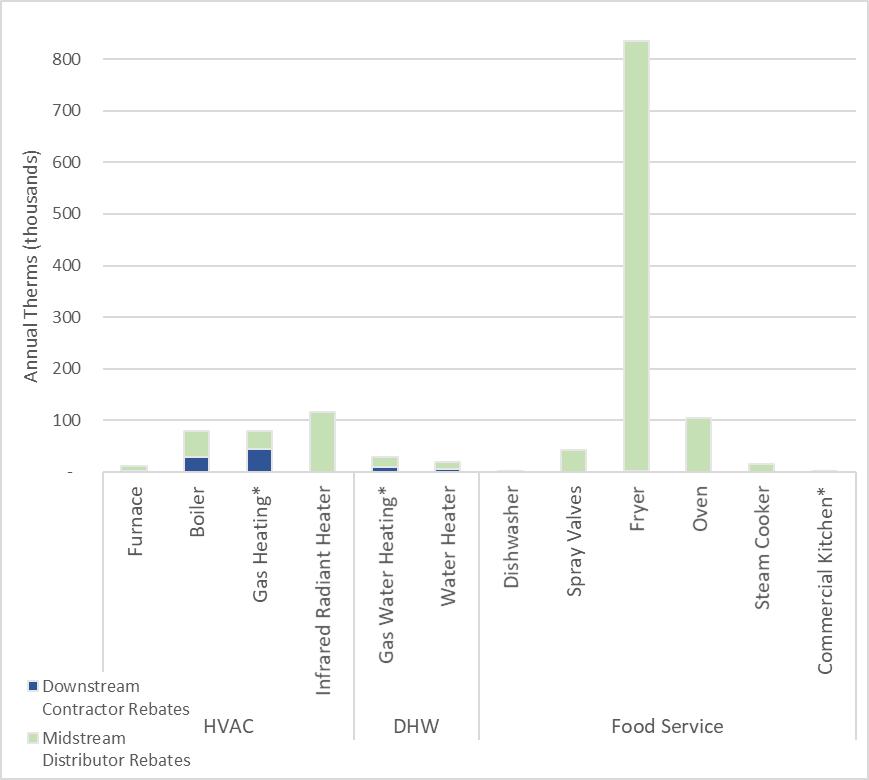 Annual Therms (thousands)
800
700
600
500
400
300
200
100
-
Furnace
Boiler
Gas Heating*
Infrared Radiant Heater
Gas Water Heating*
Water Heater
Dishwasher
Spray Valves
Fryer
Oven
Steam Cooker
Commercial Kitchen*
HVAC
DHW
Food Service
Downstream
Contractor Rebates
Midstream
Distributor Rebates